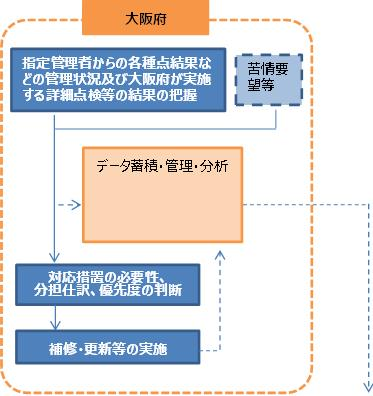 大阪府
指定管理者からの各種点結果な
どの管理状況及び大阪府が実施
する詳細点検等の結果の把握
苦情要
望等
データ蓄積・管理・分析
対応措置の必要性、
分担仕訳、優先度の判断
補修・更新等の実施